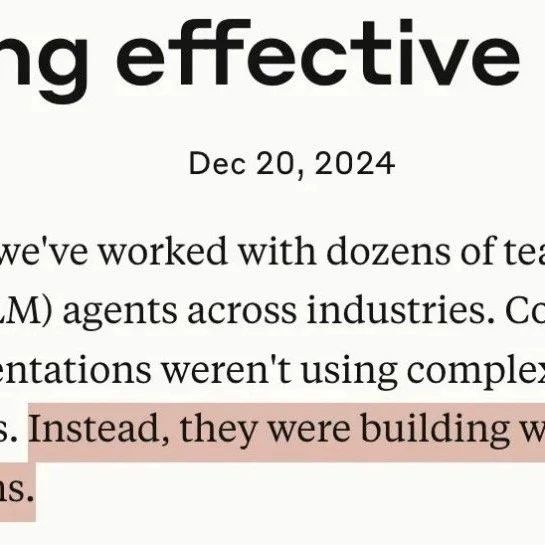 ng effective
Dec 20, 2024
we've worked with dozens of tea
LM) agents across industries. Co
entations weren't using complex
s. Instead, they were building w
ns.